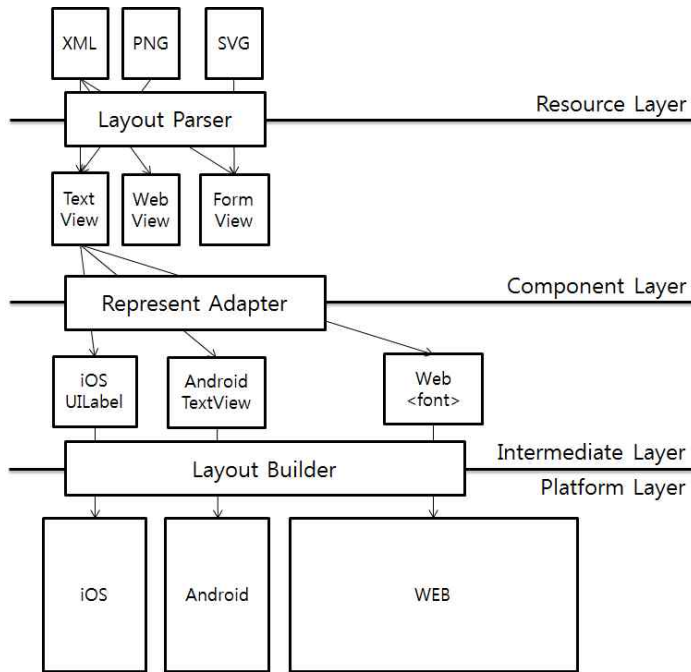 XML
PNG
SVG
Resource Layer
Layout Parser
Text
View
Web
View
Form
View
Component Layer
Represent Adapter
iOS
UILabel
Android
TextView
Web
<font>
Intermediate Layer
Layout Builder
Platform Layer
iOS
Android
WEB